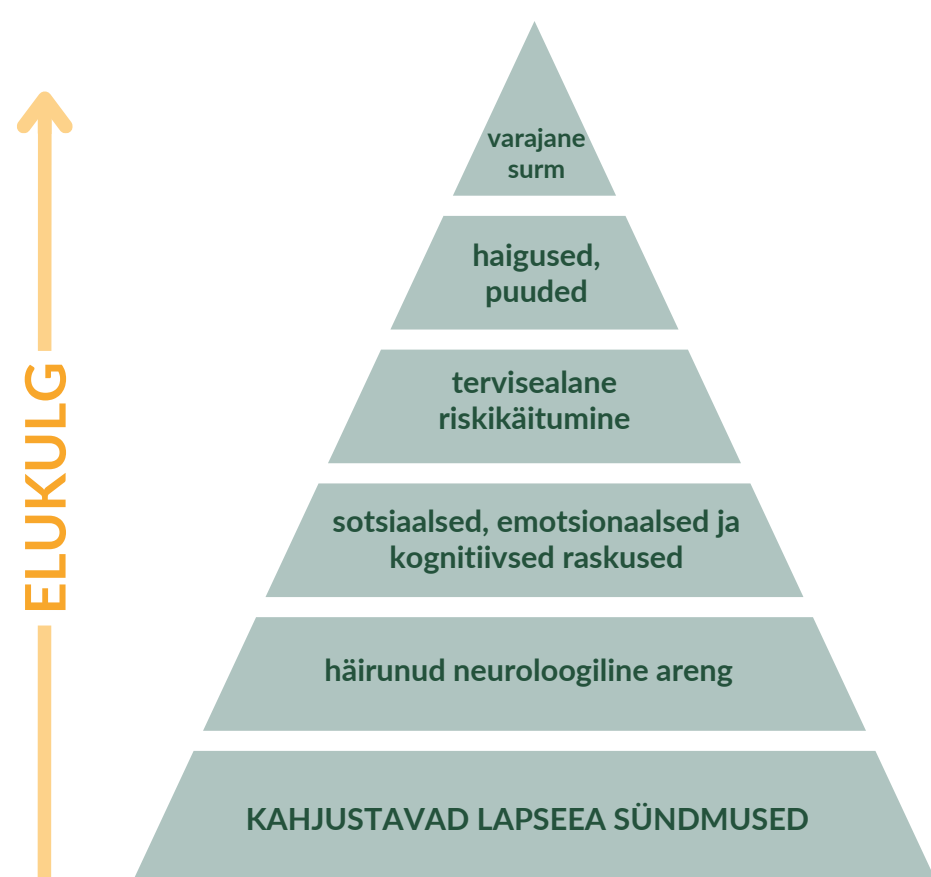 varajane
surm
haigused,
puuded
tervisealane
riskikäitumine
sotsiaalsed, emotsionaalsed ja
kognitiivsed raskused
häirunud neuroloogiline areng
KAHJUSTAVAD LAPSEEA SÜNDMUSED
ELUKULG